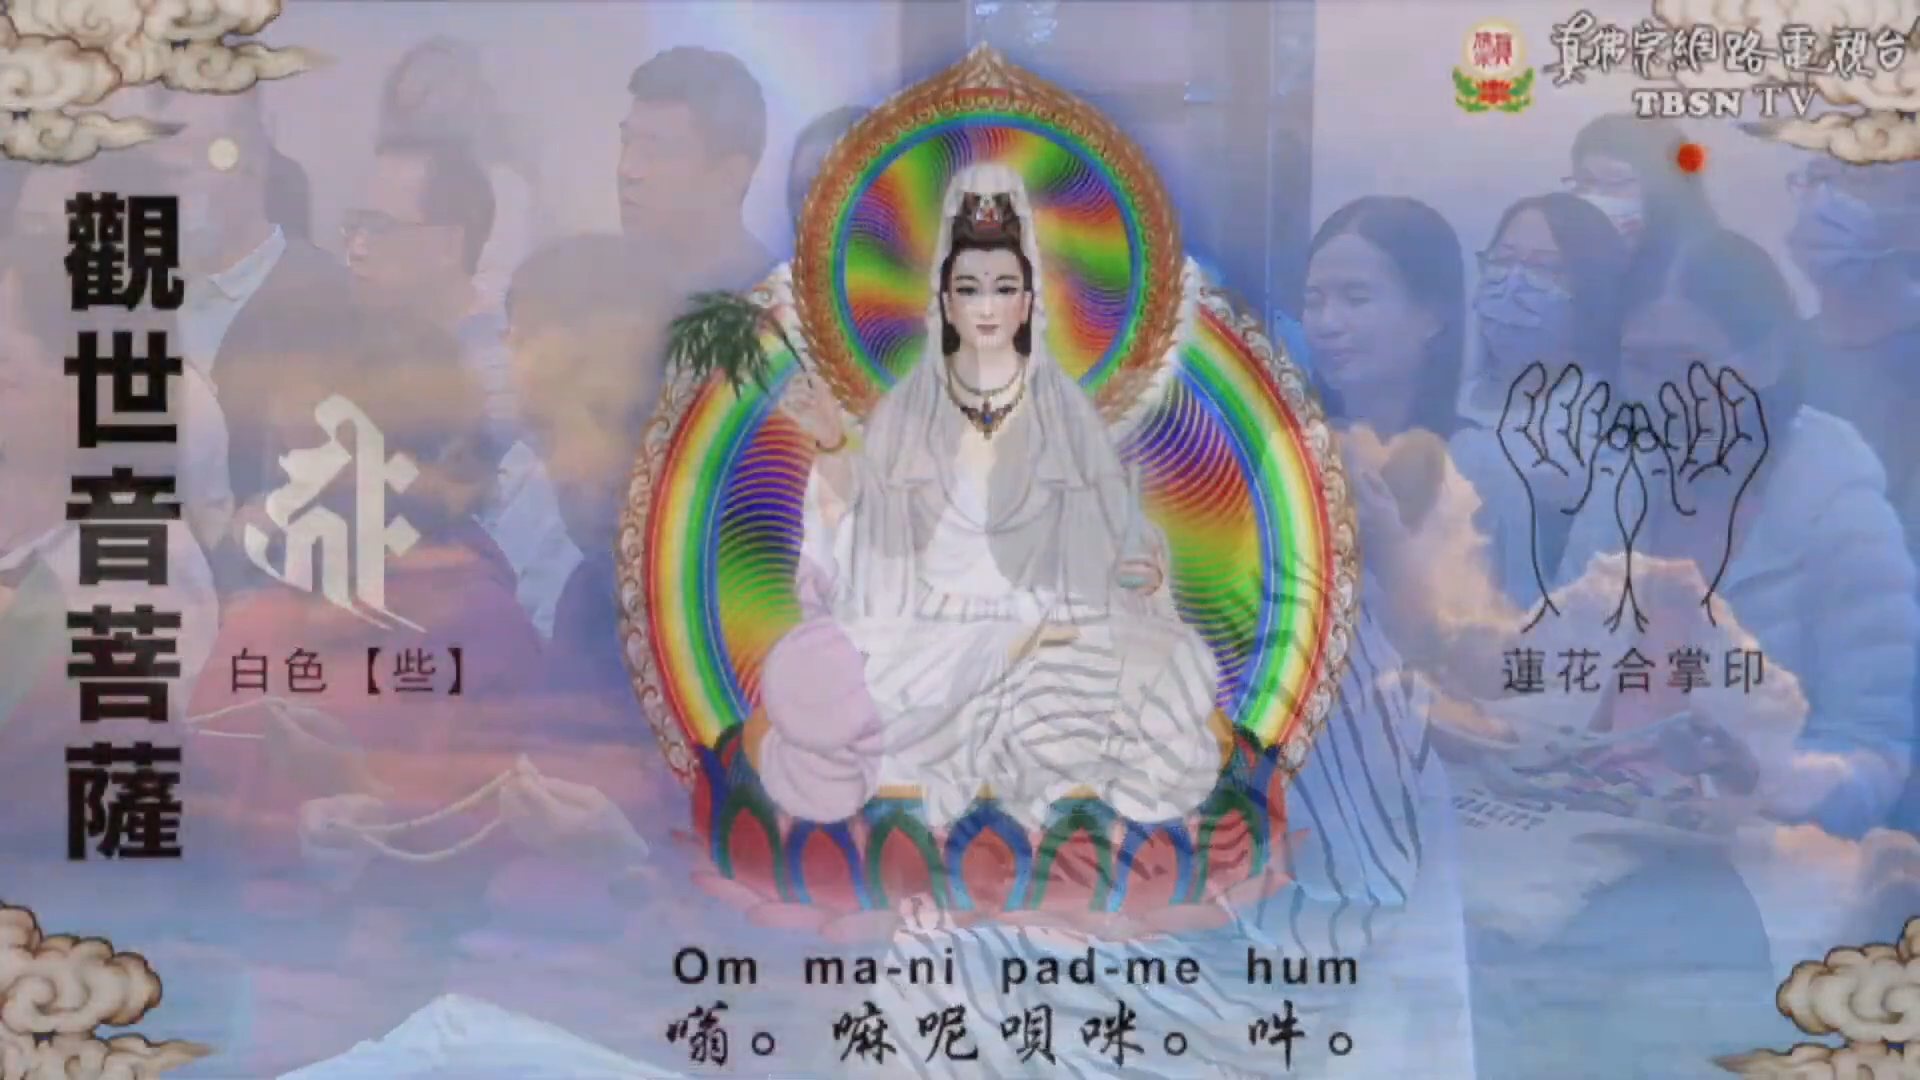 真佛宗網路電視台
TBSN TV
觀世音菩薩
白色【些】
蓮花合掌印
Om ma-ni pad-me hum
嗡。嘛呢唄咪。吽。